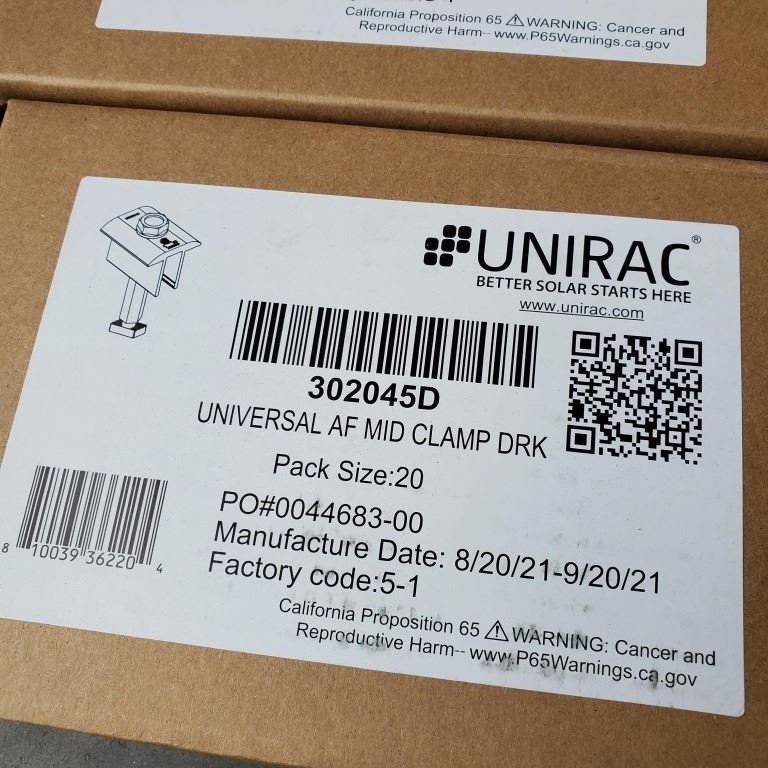 California Proposition 65 ⚠ WARNING: Cancer and
Reproductive Harm-- www.P65Warnings.ca.gov
UNIRAC®
BETTER SOLAR STARTS HERE
www.unirac.com
302045D
UNIVERSAL AF MID CLAMP DRK
Pack Size:20
PO#0044683-00
Manufacture Date: 8/20/21-9/20/21
Factory code:5-1
8 10039 36220 4
California Proposition 65 ⚠ WARNING: Cancer and
Reproductive Harm-- www.P65Warnings.ca.gov